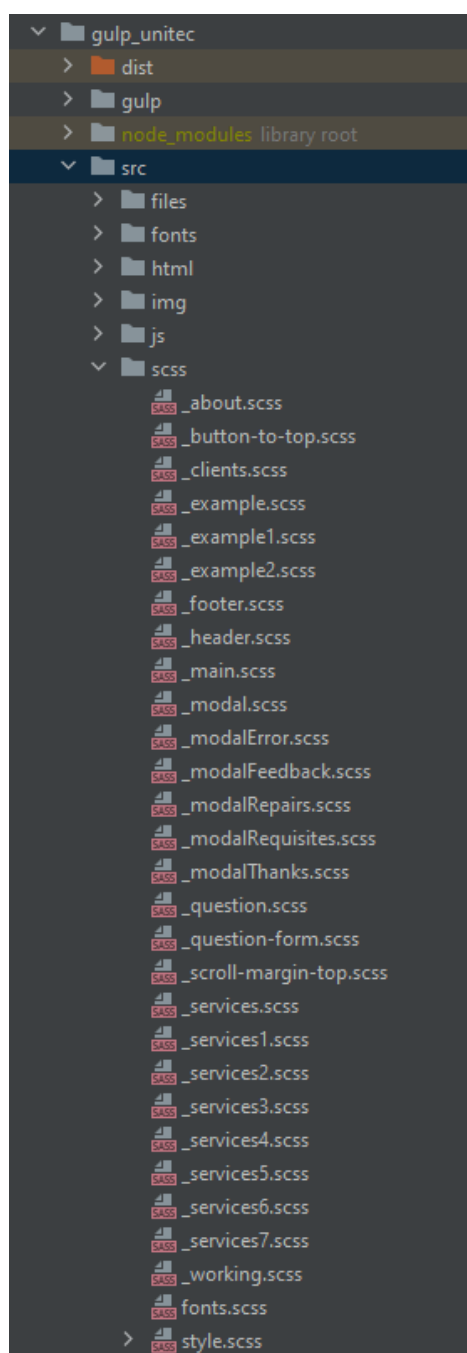 gulp_unitec
dist
gulp
node_modules library root
src
files
fonts
html
img
js
scss
SASS _about.scss
SASS _button-to-top.scss
SASS _clients.scss
SASS _example.scss
SASS _example1.scss
SASS _example2.scss
SASS _footer.scss
SASS _header.scss
SASS _main.scss
SASS _modal.scss
SASS _modalError.scss
SASS _modalFeedback.scss
SASS _modalRepairs.scss
SASS _modalRequisites.scss
SASS _modalThanks.scss
SASS _question.scss
SASS _question-form.scss
SASS _scroll-margin-top.scss
SASS _services.scss
SASS _services1.scss
SASS _services2.scss
SASS _services3.scss
SASS _services4.scss
SASS _services5.scss
SASS _services6.scss
SASS _services7.scss
SASS _working.scss
SASS fonts.scss
SASS style.scss